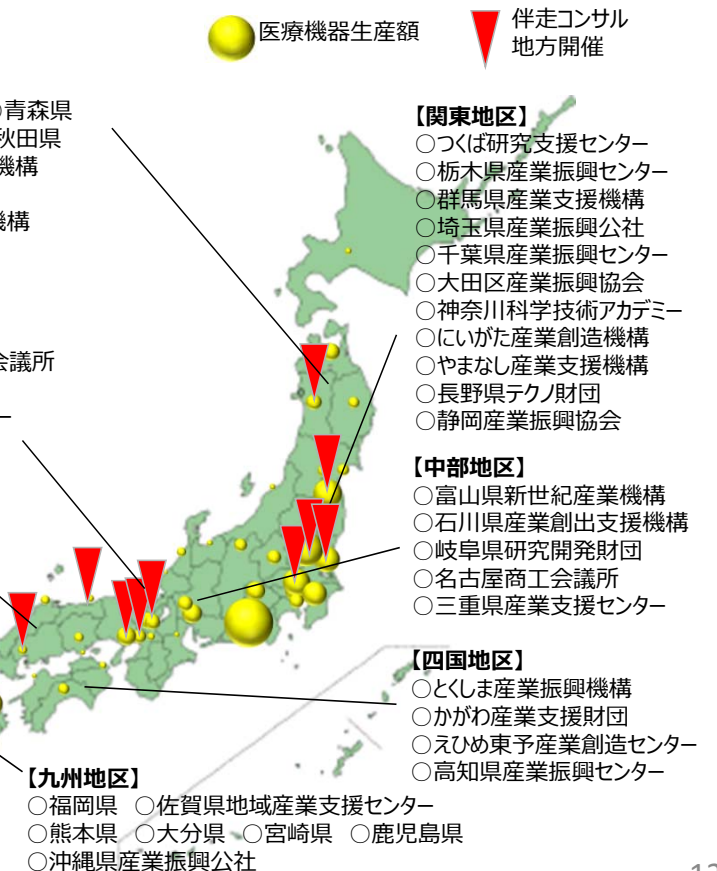 医療機器生産額
伴走コンサル
地方開催
○青森県
秋田県
機構
機構
会議所
ー
【関東地区】
○つくば研究支援センター
○栃木県産業振興センター
○群馬県産業支援機構
○埼玉県産業振興公社
○千葉県産業振興センター
○大田区産業振興協会
○神奈川科学技術アカデミー
○にいがた産業創造機構
○やまなし産業支援機構
○長野県テクノ財団
○静岡産業振興協会
【中部地区】
○富山県新世紀産業機構
○石川県産業創出支援機構
○岐阜県研究開発財団
○名古屋商工会議所
○三重県産業支援センター
【四国地区】
○とくしま産業振興機構
○かがわ産業支援財団
○えひめ東予産業創造センター
○高知県産業振興センター
【九州地区】
○福岡県 ○佐賀県地域産業支援センター
○熊本県 ○大分県 ○宮崎県 ○鹿児島県
○沖縄県産業振興公社